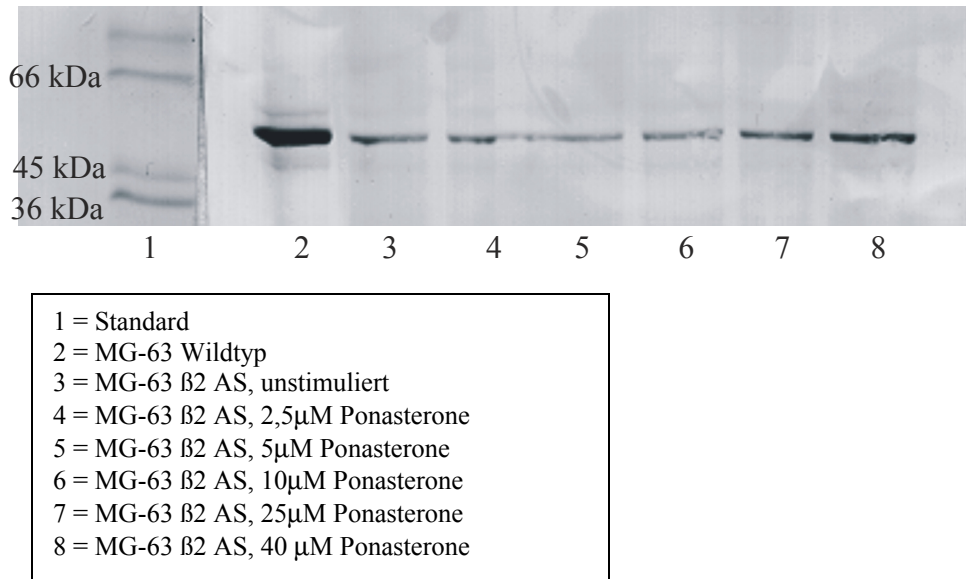 66 kDa
45 kDa
36 kDa
1 2 3 4 5 6 7 8
1 = Standard
2 = MG-63 Wildtyp
3 = MG-63 ß2 AS, unstimuliert
4 = MG-63 ß2 AS, 2,5µM Ponasterone
5 = MG-63 ß2 AS, 5µM Ponasterone
6 = MG-63 ß2 AS, 10µM Ponasterone
7 = MG-63 ß2 AS, 25µM Ponasterone
8 = MG-63 ß2 AS, 40 µM Ponasterone